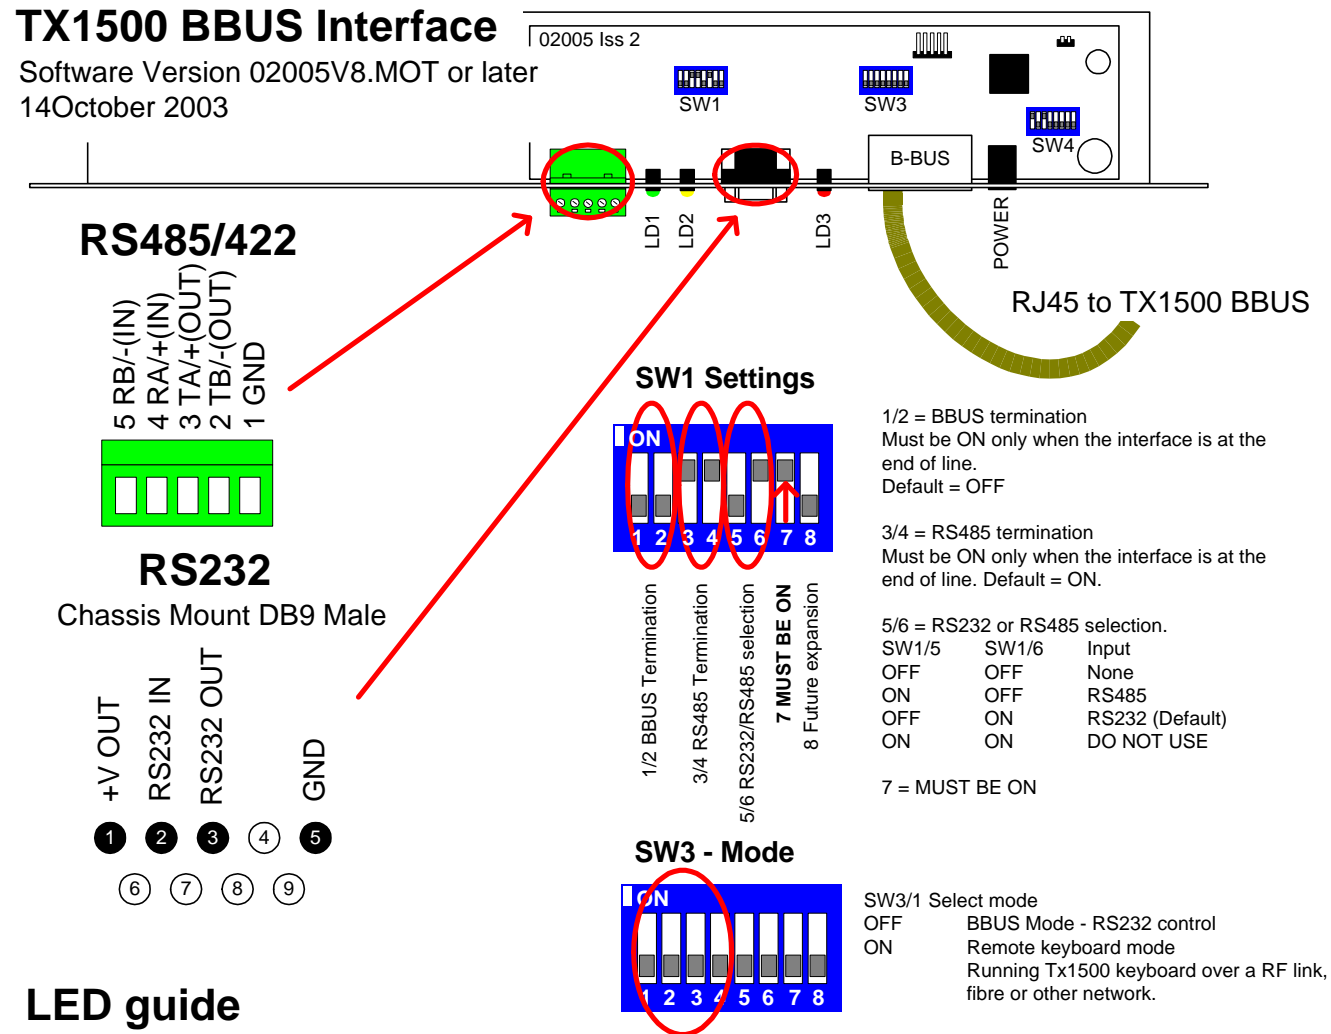 TX1500 BBUS Interface
Software Version 02005V8.MOT or later
14October 2003
02005 Iss 2
SW1
SW3
SW4
B-BUS
LD1
LD2
LD3
POWER
RJ45 to TX1500 BBUS
RS485/422
5 RB/-(IN)
4 RA/+(IN)
3 TA/+(OUT)
2 TB/-(OUT)
1 GND
RS232
Chassis Mount DB9 Male
+V OUT
RS232 IN
RS232 OUT
GND
1 2 3 4 5
6 7 8 9
LED guide
SW1 Settings
ON
1 2 3 4 5 6 7 8
1/2 BBUS Termination
3/4 RS485 Termination
5/6 RS232/RS485 selection
7 MUST BE ON
8 Future expansion
1/2 = BBUS termination
Must be ON only when the interface is at the
end of line.
Default = OFF
3/4 = RS485 termination
Must be ON only when the interface is at the
end of line. Default = ON.
5/6 = RS232 or RS485 selection.
SW1/5 SW1/6 Input
OFF OFF None
ON OFF RS485
OFF ON RS232 (Default)
ON ON DO NOT USE
7 = MUST BE ON
SW3 - Mode
ON
1 2 3 4 5 6 7 8
SW3/1 Select mode
OFF BBUS Mode - RS232 control
ON Remote keyboard mode
Running Tx1500 keyboard over a RF link,
fibre or other network.